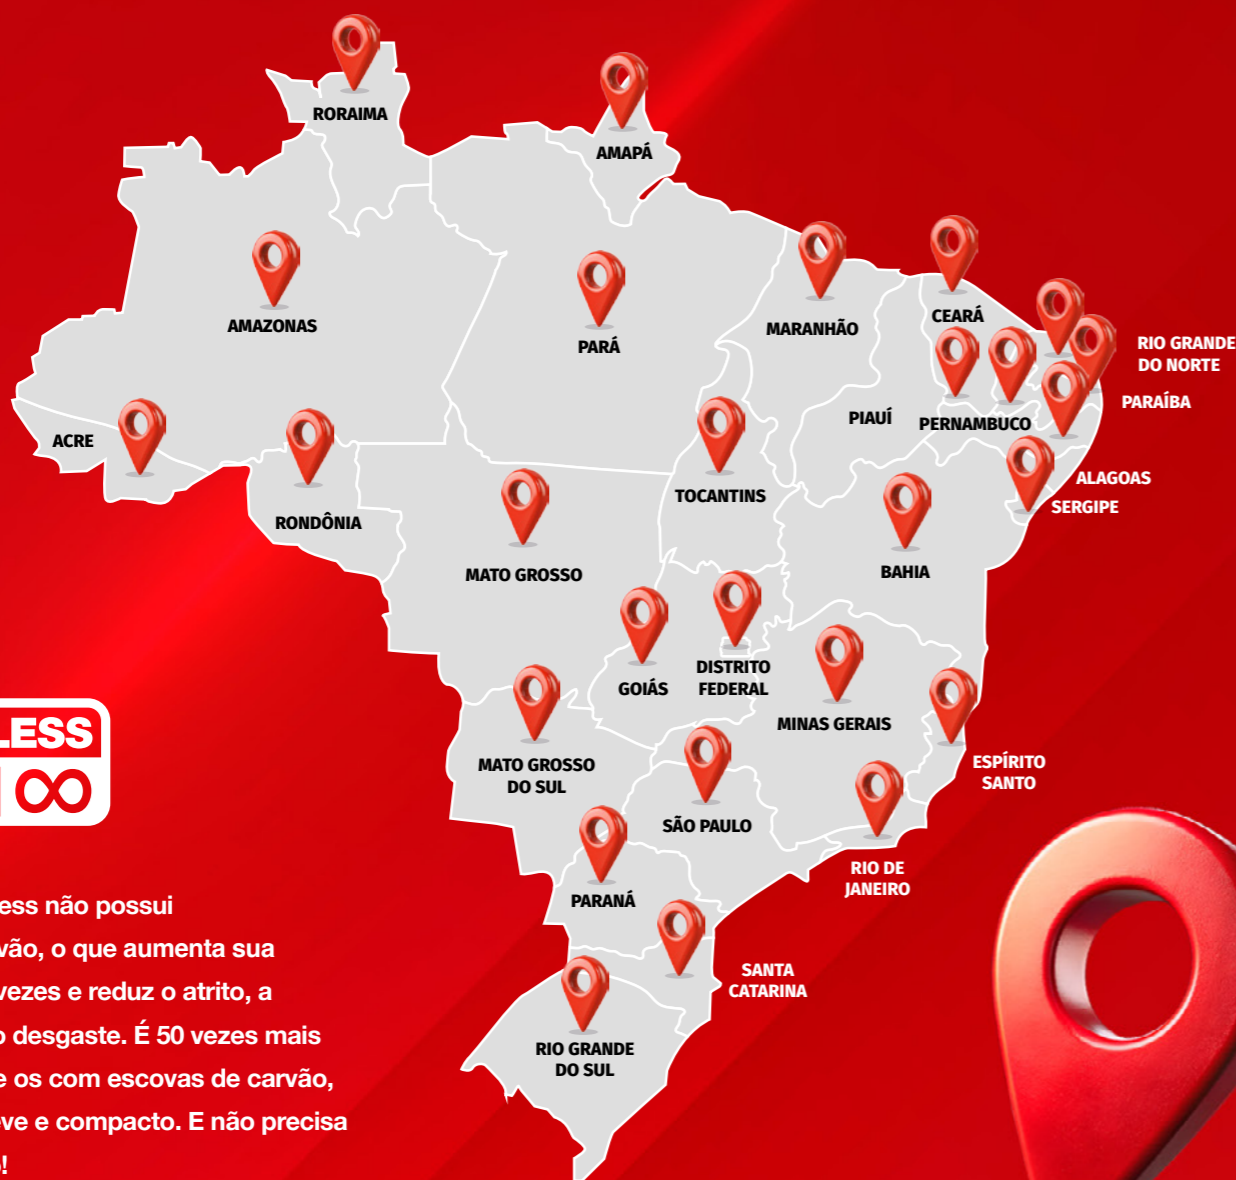 RORAIMA
AMAPÁ
AMAZONAS
PARÁ
MARANHÃO
CEARÁ
RIO GRANDE
DO NORTE
PARAÍBA
PIAUÍ
PERNAMBUCO
ACRE
ALAGOAS
SERGIPE
TOCANTINS
RONDÔNIA
MATO GROSSO
BAHIA
DISTRITO
FEDERAL
GOIÁS
MINAS GERAIS
ESPÍRITO
SANTO
MATO GROSSO
DO SUL
SÃO PAULO
RIO DE
JANEIRO
PARANÁ
SANTA
CATARINA
RIO GRANDE
DO SUL
LESS
∞
ess não possui
vão, o que aumenta sua
vezes e reduz o atrito, a
o desgaste. É 50 vezes mais
e os com escovas de carvão,
eve e compacto. E não precisa
!